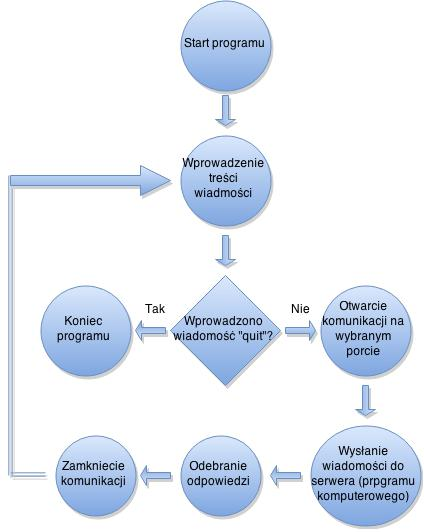 Start programu
Wprowadzenie
treści
wiadmości
Tak
Nie
Koniec
programu
Wprowadzono
wiadomość "quit"?
Otwarcie
komunikacji na
wybranym
porcie
Zamkniecie
komunikacji
Odebranie
odpowiedzi
Wysłanie
wiadomości do
serwera (prpgramu
komputerowego)